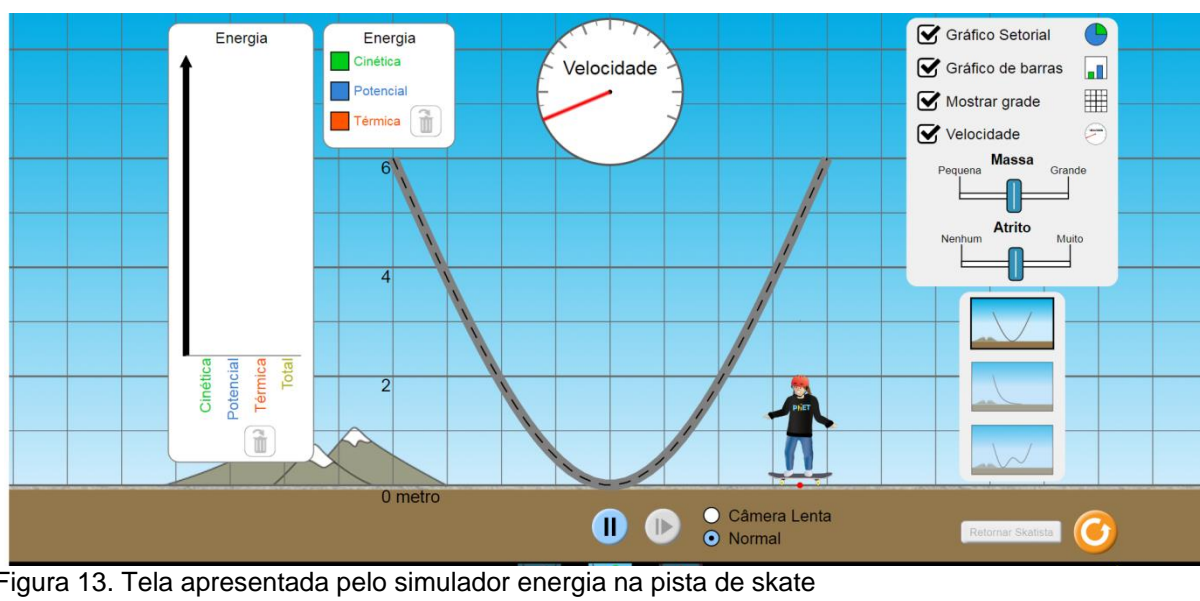 Energia
Cinética
Potencial
Térmica
Total
Energia
Cinética
Potencial
Térmica
Velocidade
Gráfico Setorial
Gráfico de barras
Mostrar grade
Velocidade
Massa
Pequena
Grande
Atrito
Nenhum
Muito
6
4
2
0 metro
PhET
Câmera Lenta
Normal
Retornar Skatista
Figura 13. Tela apresentada pelo simulador energia na pista de skate